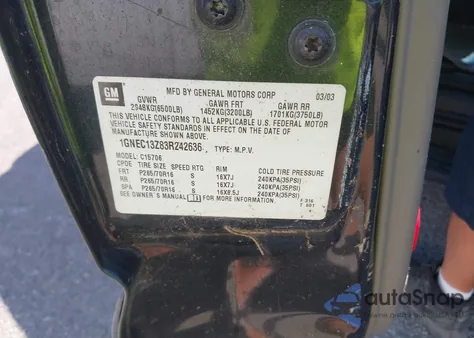 GM
MFD BY GENERAL MOTORS CORP 03/03
GVWR GAWR FRT GAWR RR
2948KG(6500LB) 1452KG(3200LB) 1701KG(3750LB)
THIS VEHICLE CONFORMS TO ALL APPLICABLE U.S. FEDERAL MOTOR
VEHICLE SAFETY STANDARDS IN EFFECT ON THE DATE OF
MANUFACTURE SHOWN ABOVE.
1GNEC13Z83R242636 TYPE: M.P.V.
MODEL: C15706
CPDE TIRE SIZE SPEED RTG RIM COLD TIRE PRESSURE
FRT P265/70R16 S 16X7J 240KPA(35PSI)
RR P265/70R16 S 16X7J 240KPA(35PSI)
SPA P265/70R16 S 16X6.5J 240KPA(35PSI)
SEE OWNER'S MANUAL FOR MORE INFORMATION.
autoSnap